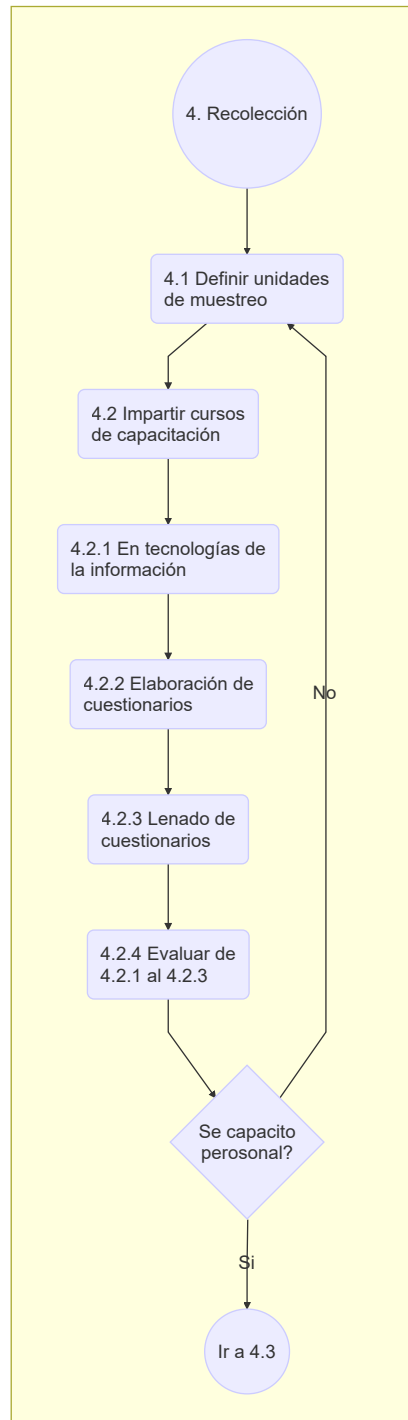 4. Recolección
4.1 Definir unidades
de muestreo
4.2 Impartir cursos
de capacitación
4.2.1 En tecnologías de
la información
4.2.2 Elaboración de
cuestionarios
No
4.2.3 Lenado de
cuestionarios
4.2.4 Evaluar de
4.2.1 al 4.2.3
Se capacito
perosonal?
Si
Ir a 4.3